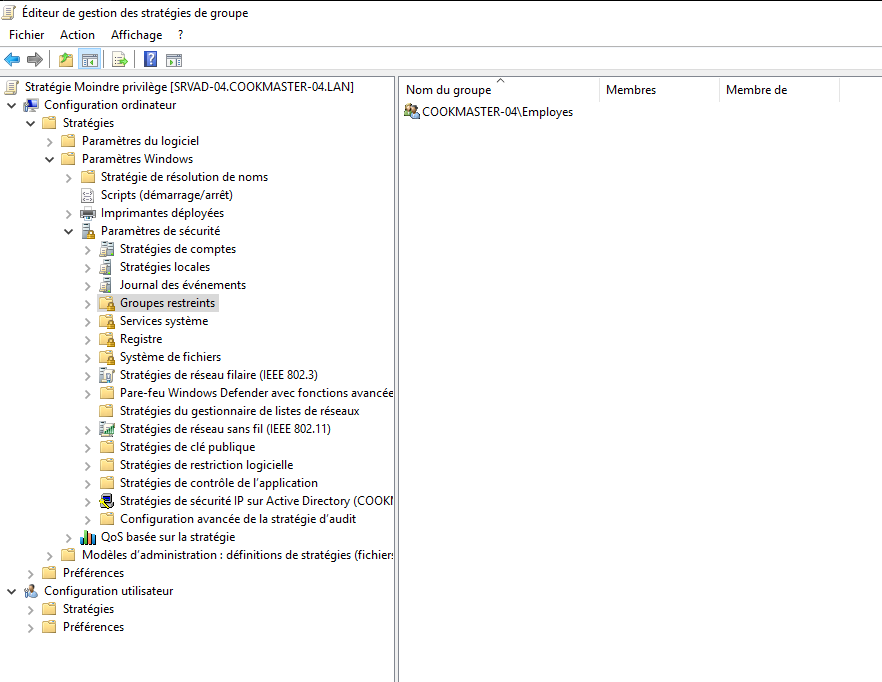 Éditeur de gestion des stratégies de groupe
Fichier Action Affichage ?
Stratégie Moindre privilège [SRVAD-04.COOKMASTER-04.LAN]
Configuration ordinateur
Stratégies
Paramètres du logiciel
Paramètres Windows
Stratégie de résolution de noms
Scripts (démarrage/arrêt)
Imprimantes déployées
Paramètres de sécurité
Stratégies de comptes
Stratégies locales
Journal des événements
Groupes restreints
Services système
Registre
Système de fichiers
Stratégies de réseau filaire (IEEE 802.3)
Pare-feu Windows Defender avec fonctions avancée
Stratégies du gestionnaire de listes de réseaux
Stratégies de réseau sans fil (IEEE 802.11)
Stratégies de clé publique
Stratégies de restriction logicielle
Stratégies de contrôle de l'application
Stratégies de sécurité IP sur Active Directory (COOKM
Configuration avancée de la stratégie d'audit
QoS basée sur la stratégie
Modèles d'administration : définitions de stratégies (fichiers
Préférences
Configuration utilisateur
Stratégies
Préférences
Nom du groupe Membres Membre de
COOKMASTER-04\Employes